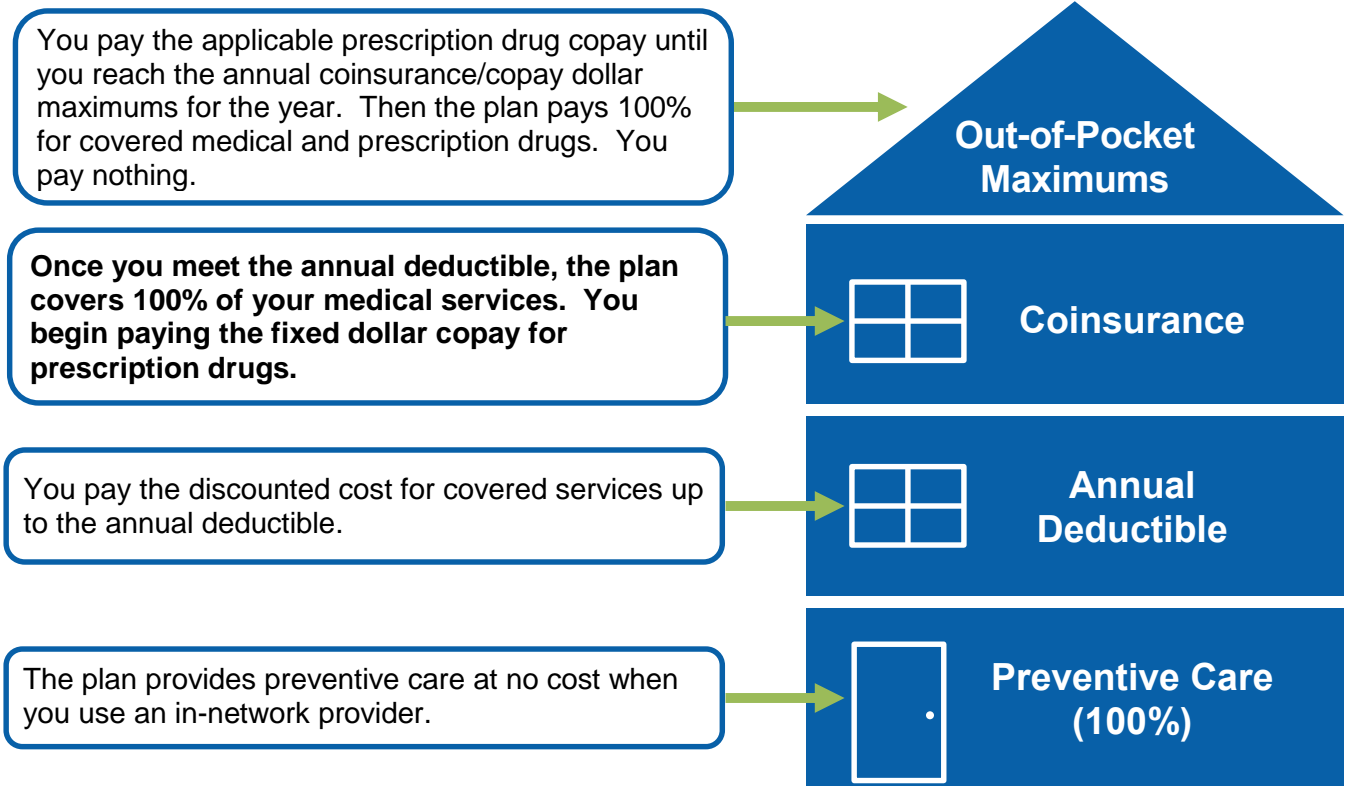 You pay the applicable prescription drug copay until
you reach the annual coinsurance/copay dollar
maximums for the year.  Then the plan pays 100%
for covered medical and prescription drugs.  You
pay nothing.
Out-of-Pocket
Maximums
Once you meet the annual deductible, the plan
covers 100% of your medical services.  You
begin paying the fixed dollar copay for
prescription drugs.
Coinsurance
You pay the discounted cost for covered services up
to the annual deductible.
Annual
Deductible
The plan provides preventive care at no cost when
you use an in-network provider.
Preventive Care
(100%)